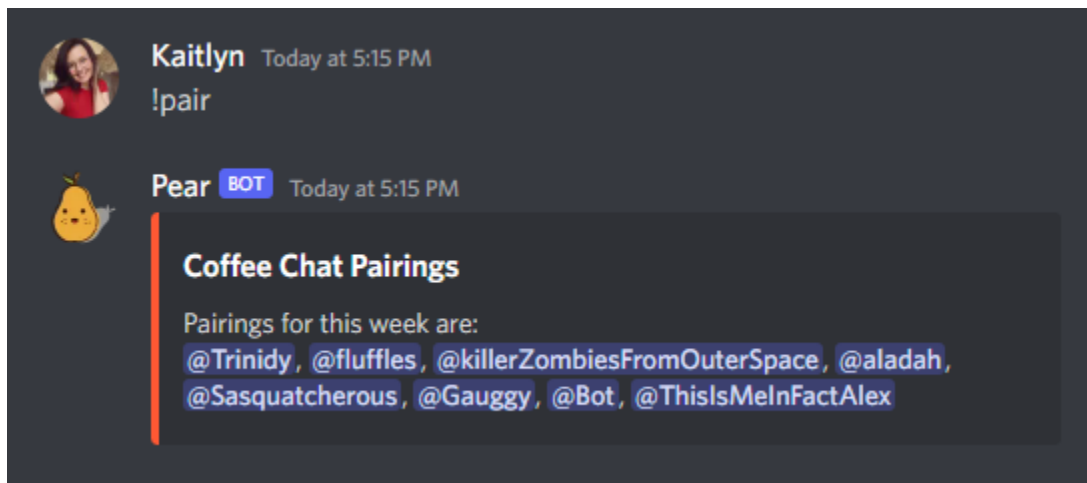 Kaitlyn Today at 5:15 PM
!pair
Pear BOT Today at 5:15 PM
Coffee Chat Pairings
Pairings for this week are:
@Trinidy, @fluffles, @killerZombiesFromOuterSpace, @aladah,
@Sasquatcherous, @Gauggy, @Bot, @ThisIsMeInFactAlex